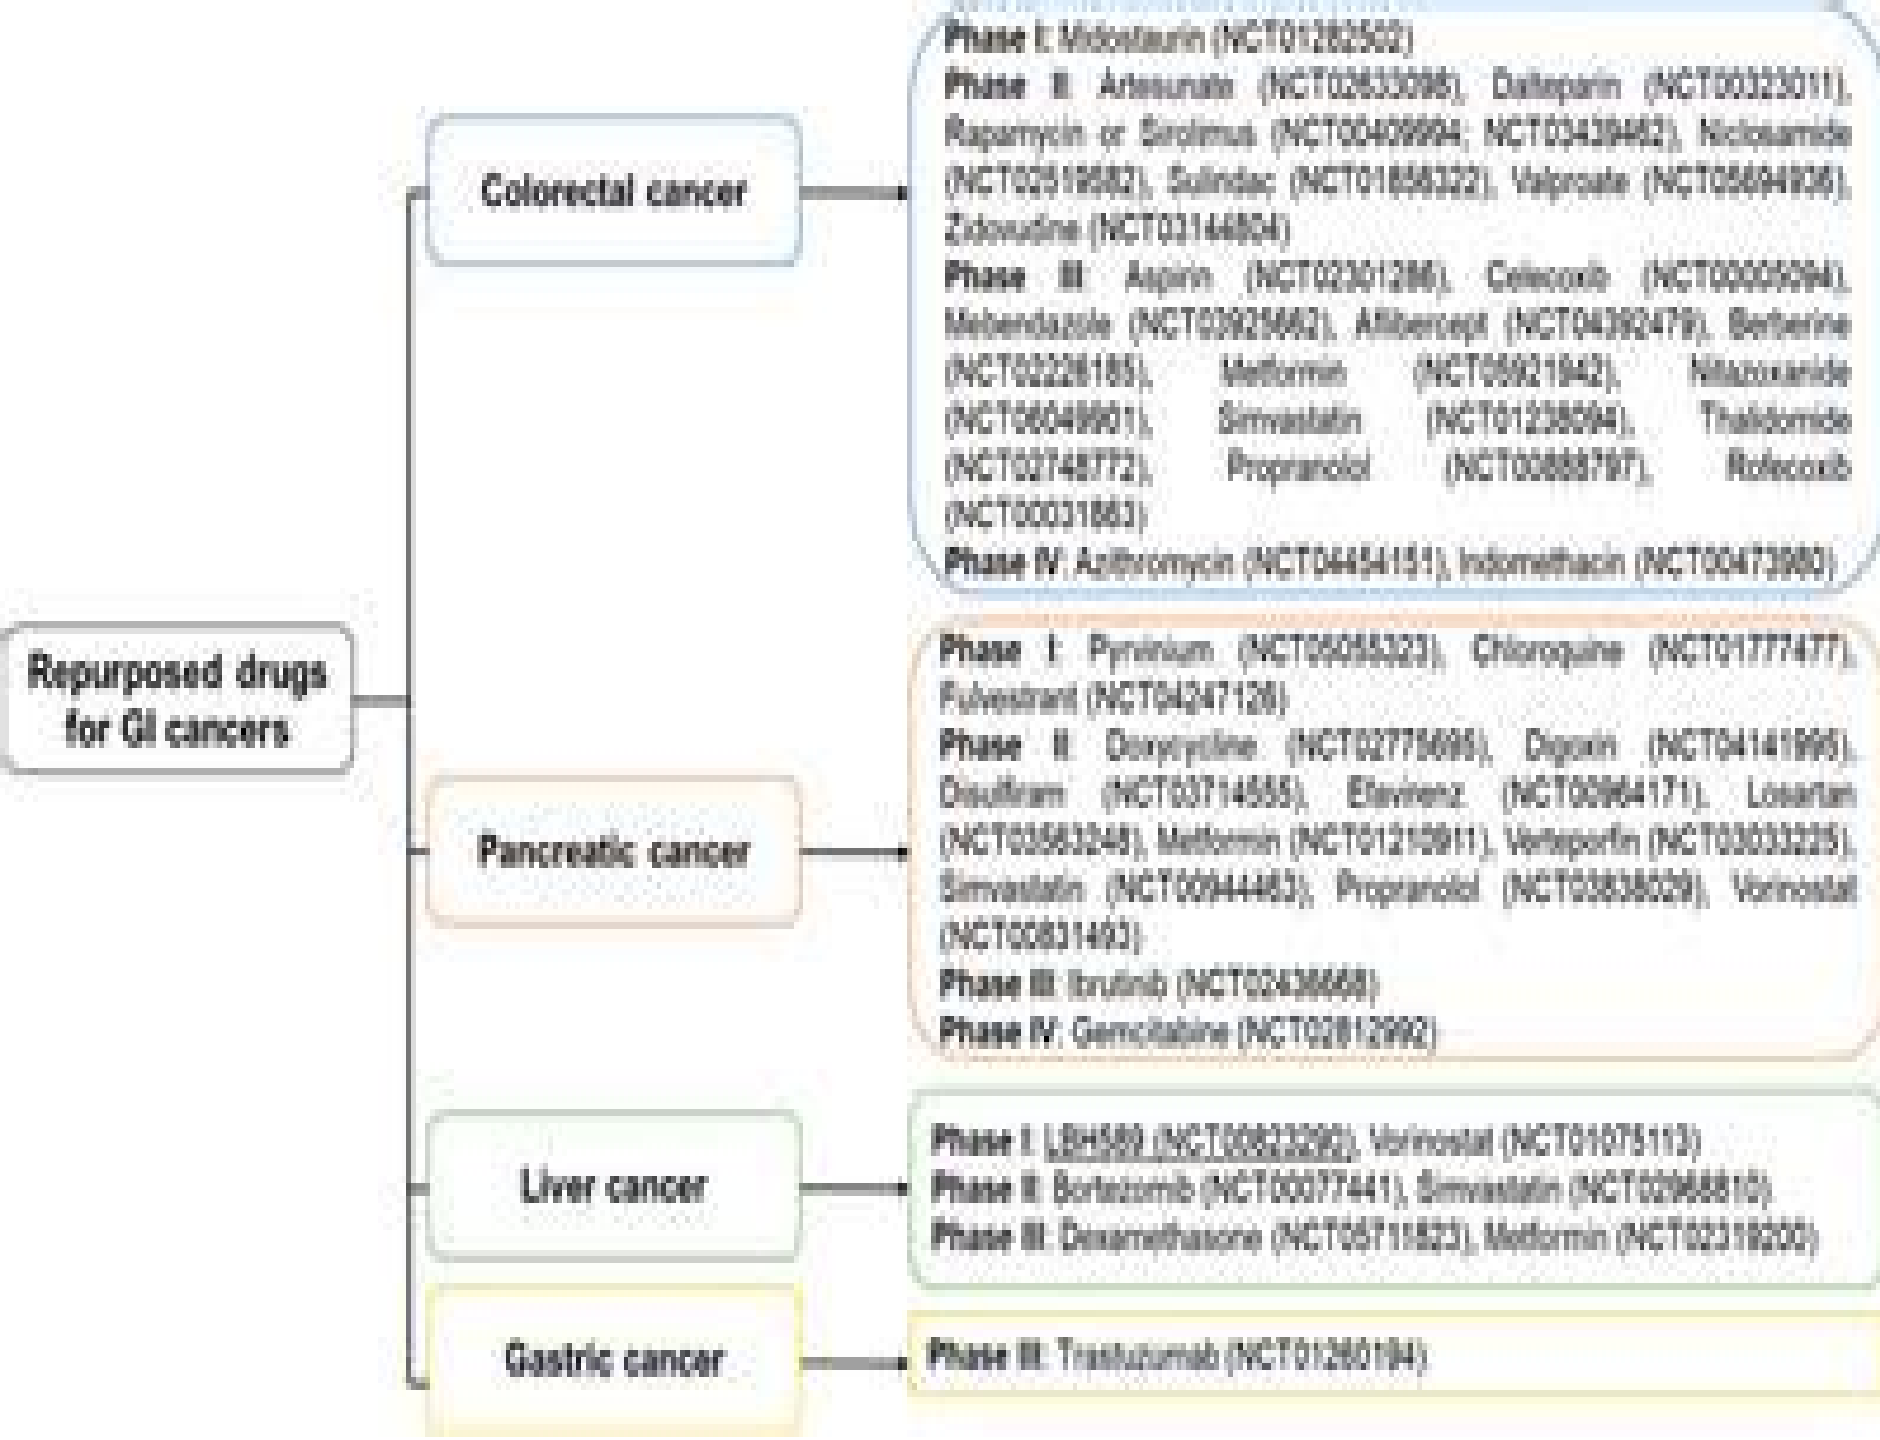 Repurposed drugs
for GI cancers
Colorectal cancer
Phase I: Midostaurin (NCT01282502)
Phase II: Artesunate (NCT02633098), Dalteparin (NCT00323011),
Rapamycin or Sirolimus (NCT00409994; NCT03439462), Niclosamide
(NCT02519582), Sulindac (NCT01856322), Valproate (NCT05694936),
Zidovudine (NCT03144804)
Phase III: Aspirin (NCT02301286), Celecoxib (NCT00005094),
Mebendazole (NCT03925662), Aflibercept (NCT04392479), Berberine
(NCT02226185), Metformin (NCT05921942), Nitazoxanide
(NCT06049901), Simvastatin (NCT01238094), Thalidomide
(NCT02748772), Propranolol (NCT00888797), Rofecoxib
(NCT00031863)
Phase IV: Azithromycin (NCT04454151), Indomethacin (NCT00473980)
Pancreatic cancer
Phase I: Pyrvinium (NCT05055323), Chloroquine (NCT01777477),
Fulvestrant (NCT04247126)
Phase II: Doxycycline (NCT02775695), Digoxin (NCT04141995),
Disulfiram (NCT03714555), Efavirenz (NCT00964171), Losartan
(NCT03563248), Metformin (NCT01210911), Verteporfin (NCT03033225),
Simvastatin (NCT00944463), Propranolol (NCT03838029), Vorinostat
(NCT00831493)
Phase III: Ibrutinib (NCT02436668)
Phase IV: Gemcitabine (NCT02812992)
Liver cancer
Phase I: LBH589 (NCT00823290), Vorinostat (NCT01075113)
Phase II: Bortezomib (NCT00077441), Simvastatin (NCT02968810)
Phase III: Dexamethasone (NCT05711823), Metformin (NCT02319200)
Gastric cancer
Phase III: Trastuzumab (NCT01260194)